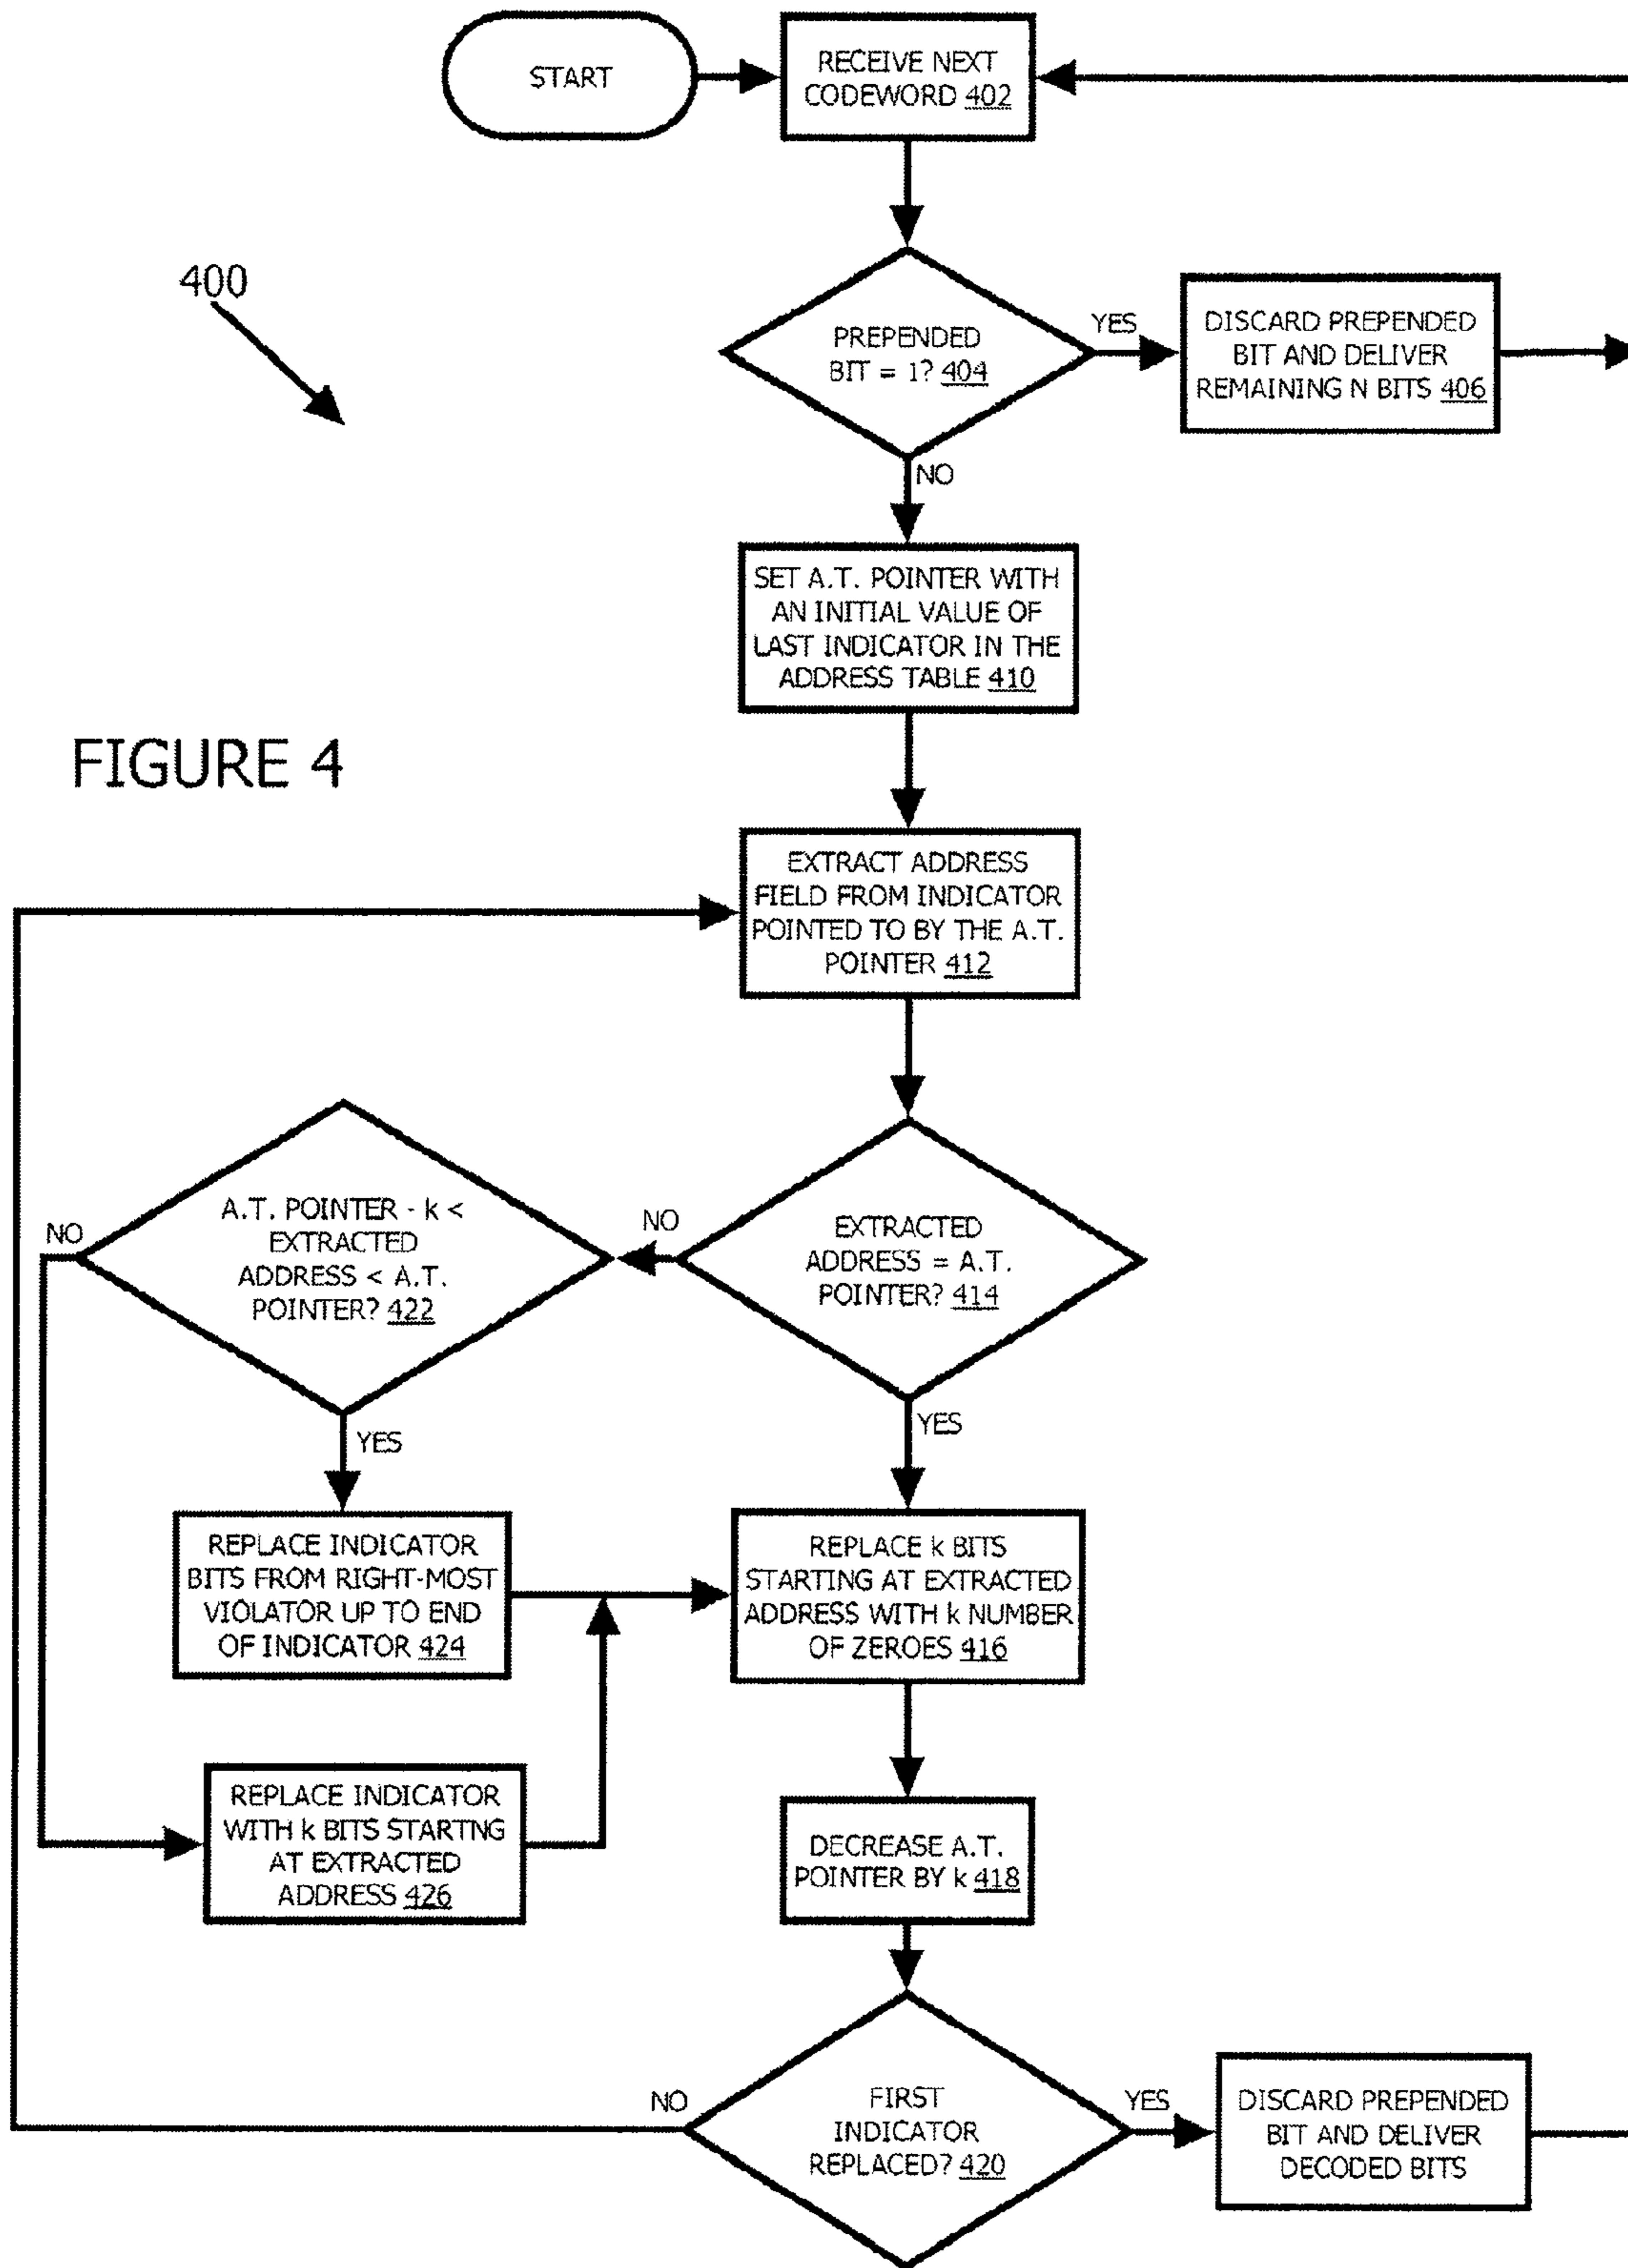 START
RECEIVE NEXT
CODEWORD 402
400
PREPENDED
BIT = 1? 404
YES
DISCARD PREPENDED
BIT AND DELIVER
REMAINING N BITS 406
NO
SET A.T. POINTER WITH
AN INITIAL VALUE OF
LAST INDICATOR IN THE
ADDRESS TABLE 410
FIGURE 4
EXTRACT ADDRESS
FIELD FROM INDICATOR
POINTED TO BY THE A.T.
POINTER 412
NO
A.T. POINTER - k <
EXTRACTED
ADDRESS < A.T.
POINTER? 422
NO
EXTRACTED
ADDRESS = A.T.
POINTER? 414
YES
YES
REPLACE INDICATOR
BITS FROM RIGHT-MOST
VIOLATOR UP TO END
OF INDICATOR 424
REPLACE k BITS
STARTING AT EXTRACTED
ADDRESS WITH k NUMBER
OF ZEROES 416
REPLACE INDICATOR
WITH k BITS STARTNG
AT EXTRACTED
ADDRESS 426
DECREASE A.T.
POINTER BY k 418
NO
FIRST
INDICATOR
REPLACED? 420
YES
DISCARD PREPENDED
BIT AND DELIVER
DECODED BITS